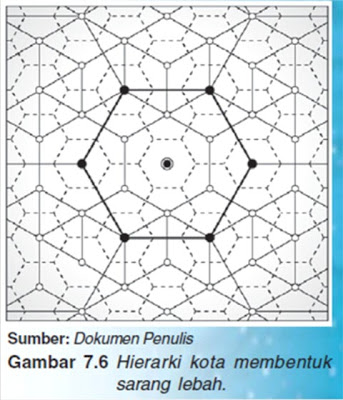 Sumber: Dokumen Penulis
Gambar 7.6 Hierarki kota membentuk
sarang lebah.